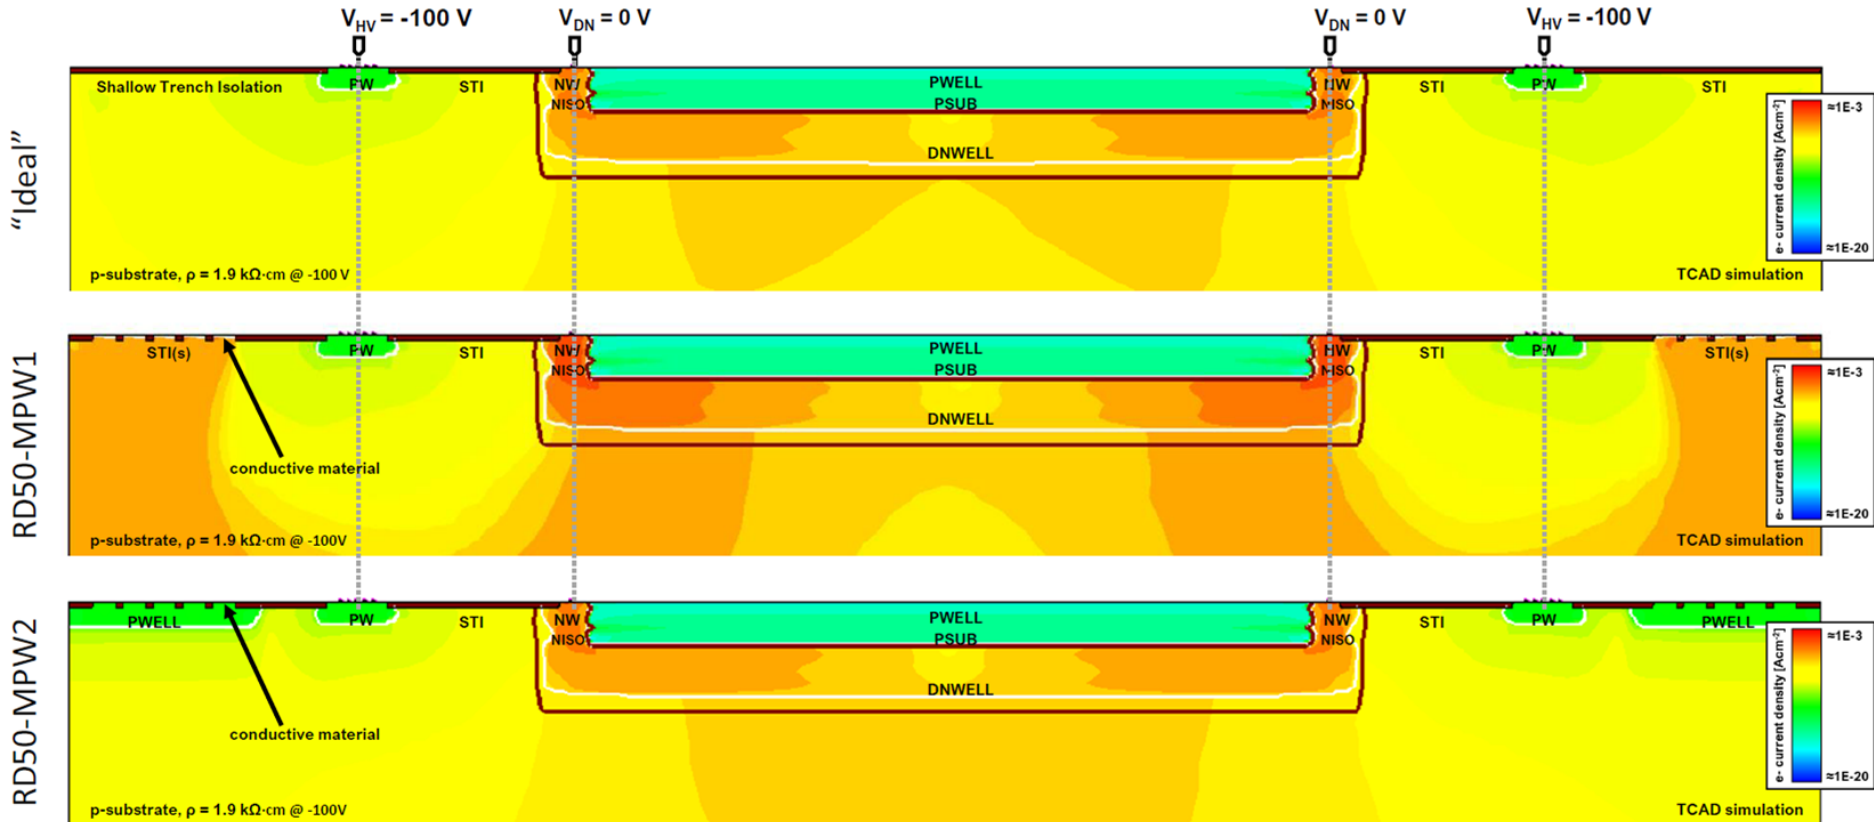 V_HV = -100 V
V_DN = 0 V
V_DN = 0 V
V_HV = -100 V
"Ideal"
Shallow Trench Isolation
PW
STI
NW
NISO
PWELL
PSUB
DNWELL
NW
NISO
STI
PW
STI
p-substrate, ρ = 1.9 kΩ·cm @ -100 V
TCAD simulation
e- current density [Acm⁻²]
≈1E-3
≈1E-20
RD50-MPW1
STI(s)
PW
STI
NW
NISO
PWELL
PSUB
DNWELL
NW
NISO
STI
PW
STI(s)
conductive material
p-substrate, ρ = 1.9 kΩ·cm @ -100V
TCAD simulation
e- current density [Acm⁻²]
≈1E-3
≈1E-20
RD50-MPW2
PWELL
PW
STI
NW
NISO
PWELL
PSUB
DNWELL
NW
NISO
STI
PW
PWELL
conductive material
p-substrate, ρ = 1.9 kΩ·cm @ -100V
TCAD simulation
e- current density [Acm⁻²]
≈1E-3
≈1E-20